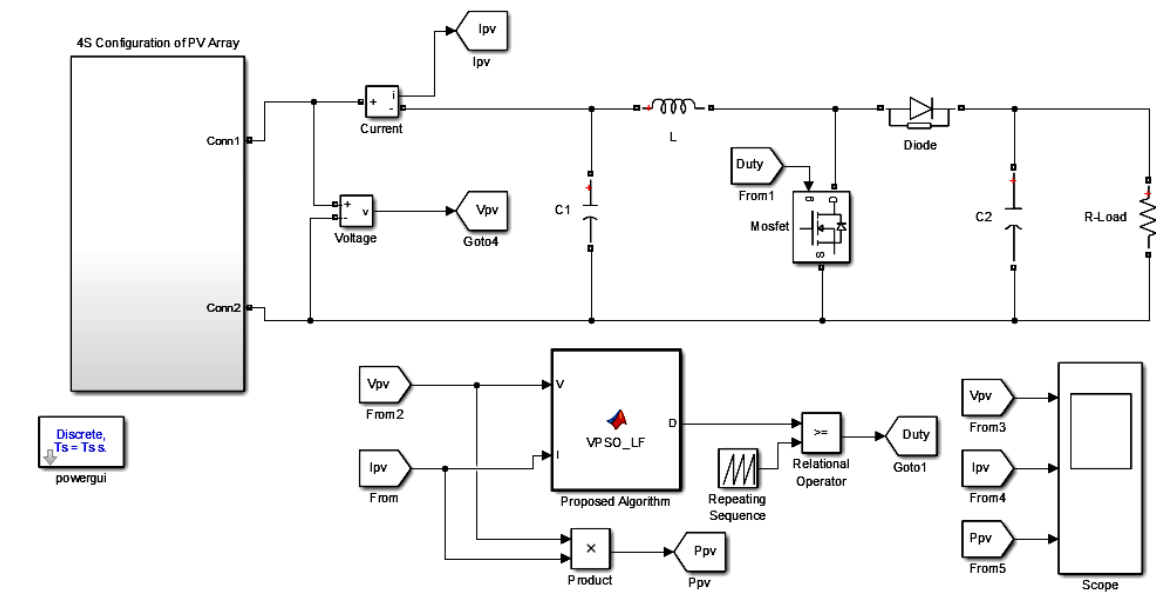 4S Configuration of PV Array
Conn1
Conn2
Ipv
Ipv
+
i
-
Current
+
v
-
Voltage
Vpv
Goto4
C1
+
+
L
Duty
From1
g
D
S
Mosfet
Diode
+
C2
+
R-Load
Discrete,
Ts = Ts s.
powergui
Vpv
From2
Ipv
From
V
I
D
VPSO_LF
Proposed Algorithm
×
Product
Ppv
Ppv
Repeating
Sequence
>=
Relational
Operator
Duty
Goto1
Vpv
From3
Ipv
From4
Ppv
From5
Scope